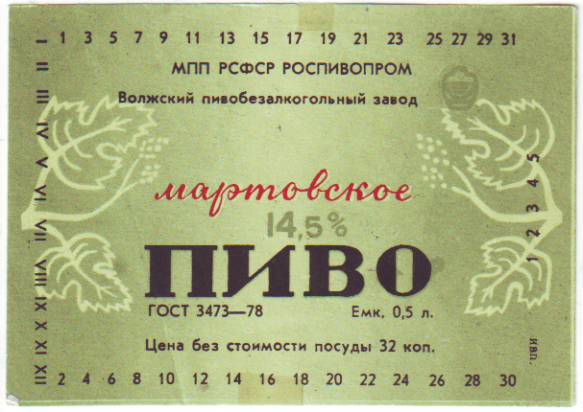 1 3 5 7 9 11 13 15 17 19 21 23 25 27 29 31
МПП РСФСР РОСПИВОПРОМ
Волжский пивобезалкогольный завод
I II III IV V VI VII VIII IX X XI XII
мартовское
14,5%
ПИВО
ГОСТ 3473—78 Емк. 0,5 л.
Цена без стоимости посуды 32 коп.
1 2 3 4 5
ИВП.
2 4 6 8 10 12 14 16 18 20 22 24 26 28 30